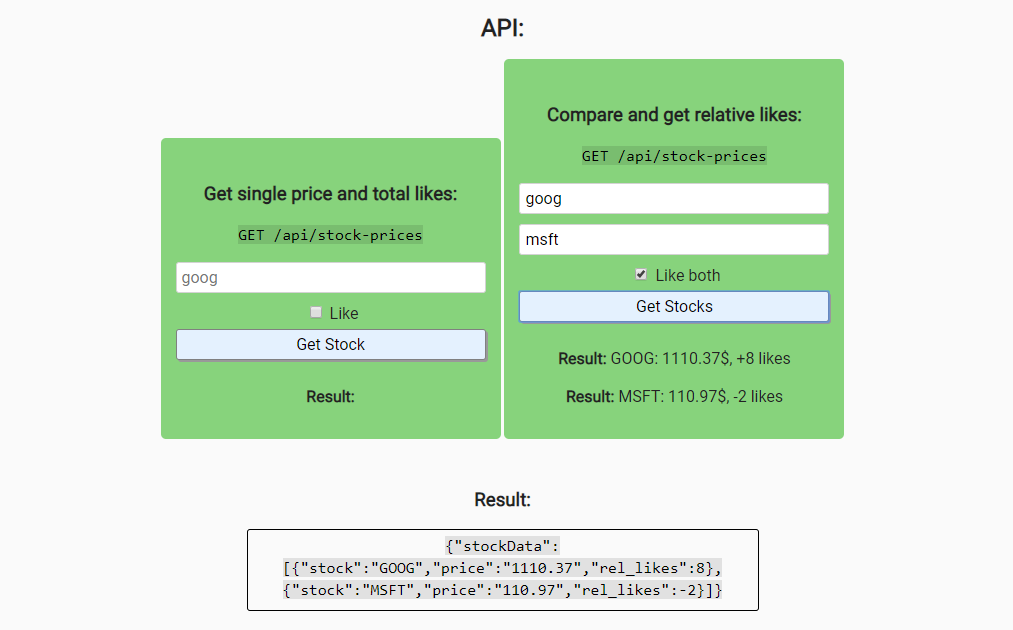 API:
Get single price and total likes:
GET /api/stock-prices
goog
Like
Get Stock
Result:
Compare and get relative likes:
GET /api/stock-prices
goog
msft
Like both
Get Stocks
Result: GOOG: 1110.37$, +8 likes
Result: MSFT: 110.97$, -2 likes
Result:
{"stockData":
[{"stock":"GOOG","price":"1110.37","rel_likes":8},
{"stock":"MSFT","price":"110.97","rel_likes":-2}]}